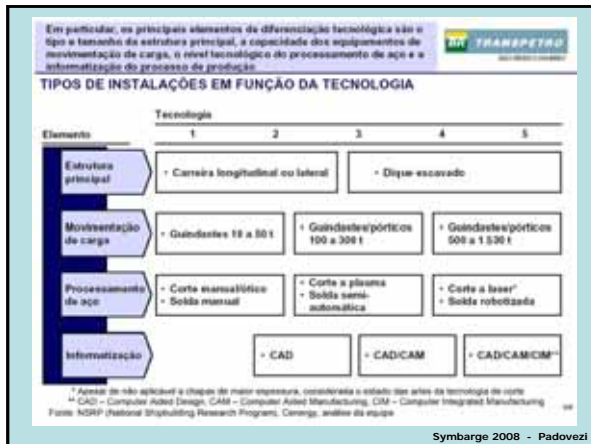 Em particular, os principais elementos de diferenciação tecnológica são o
tipo e tamanho da estrutura principal, a capacidade dos equipamentos de
movimentação de carga, o nível tecnológico do processamento de aço e a
informatização do processo de produção
BR TRANSPETRO
TIPOS DE INSTALAÇÕES EM FUNÇÃO DA TECNOLOGIA
Tecnologia
Elemento 1 2 3 4 5
Estrutura
principal
• Carreira longitudinal ou lateral
• Dique escavado
Movimentação
de carga
• Guindastes 10 a 50 t
• Guindastes/pórticos
100 a 300 t
• Guindastes/pórticos
500 a 1.530 t
Processamento
de aço
• Corte manual/ótico
• Solda manual
• Corte a plasma
• Solda semi-
automática
• Corte a laser*
• Solda robotizada
Informatização
• CAD
• CAD/CAM
• CAD/CAM/CIM**
* Apesar de não aplicável a chapas de maior espessura, considerada o estado das artes da tecnologia de corte
** CAD – Computer Aided Design, CAM – Computer Aided Manufacturing, CIM – Computer Integrated Manufacturing
Fonte: NSRP (National Shipbuilding Research Program), Cenergy, análise da equipe
Symbarge 2008 - Padovezi